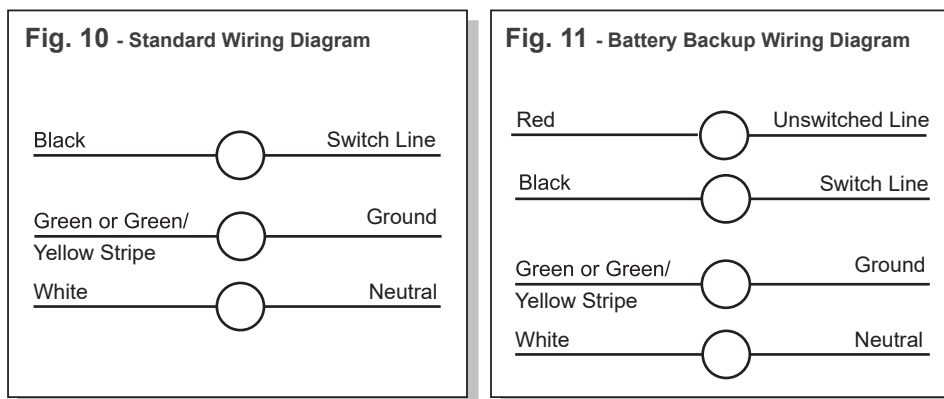 Fig. 10 - Standard Wiring Diagram
Black
Switch Line
Green or Green/
Yellow Stripe
Ground
White
Neutral
Fig. 11 - Battery Backup Wiring Diagram
Red
Unswitched Line
Black
Switch Line
Green or Green/
Yellow Stripe
Ground
White
Neutral